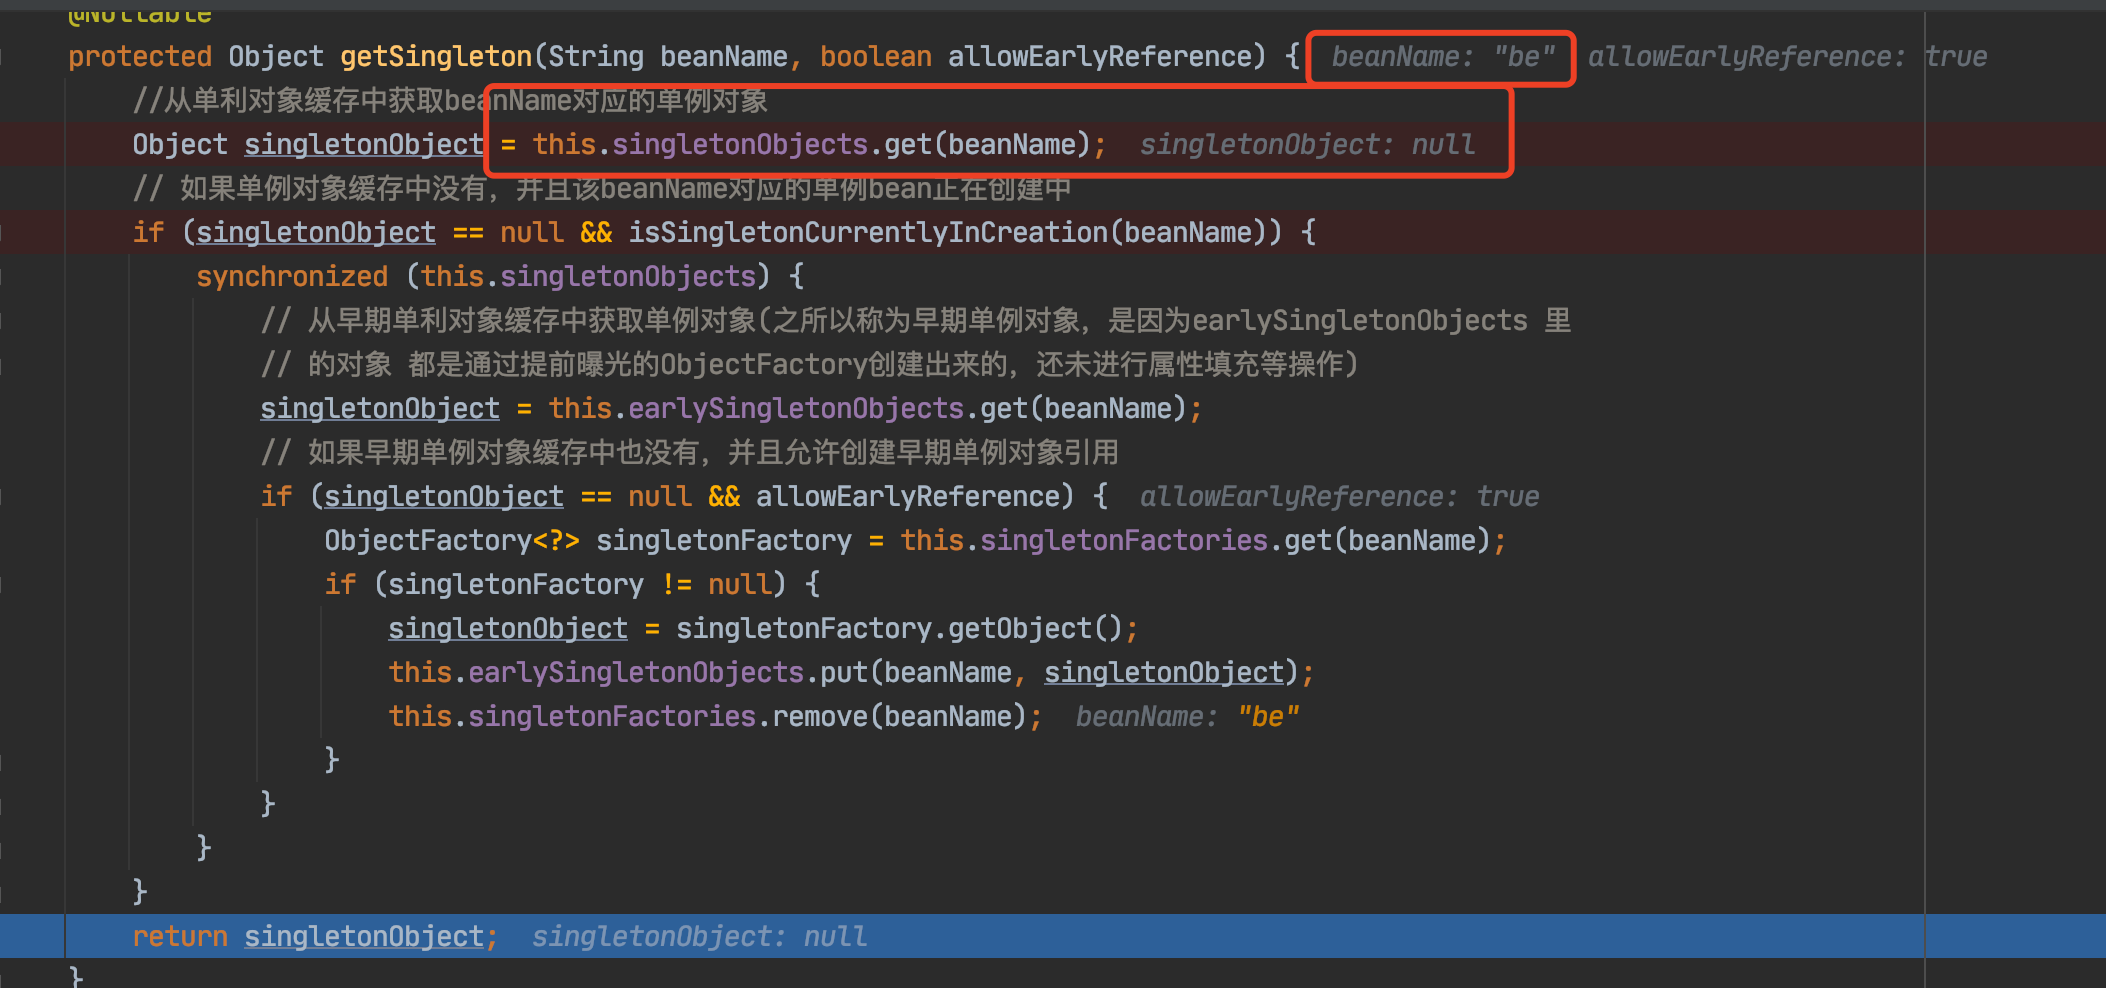 @Nullable
protected Object getSingleton(String beanName, boolean allowEarlyReference) { beanName: "be" allowEarlyReference: true
//从单利对象缓存中获取beanName对应的单例对象
Object singletonObject = this.singletonObjects.get(beanName); singletonObject: null
// 如果单例对象缓存中没有，并且该beanName对应的单例bean正在创建中
if (singletonObject == null && isSingletonCurrentlyInCreation(beanName)) {
synchronized (this.singletonObjects) {
// 从早期单利对象缓存中获取单例对象(之所以称为早期单例对象，是因为earlySingletonObjects 里
// 的对象 都是通过提前曝光的ObjectFactory创建出来的，还未进行属性填充等操作)
singletonObject = this.earlySingletonObjects.get(beanName);
// 如果早期单例对象缓存中也没有，并且允许创建早期单例对象引用
if (singletonObject == null && allowEarlyReference) { allowEarlyReference: true
ObjectFactory<?> singletonFactory = this.singletonFactories.get(beanName);
if (singletonFactory != null) {
singletonObject = singletonFactory.getObject();
this.earlySingletonObjects.put(beanName, singletonObject);
this.singletonFactories.remove(beanName); beanName: "be"
}
}
}
}
return singletonObject; singletonObject: null
}